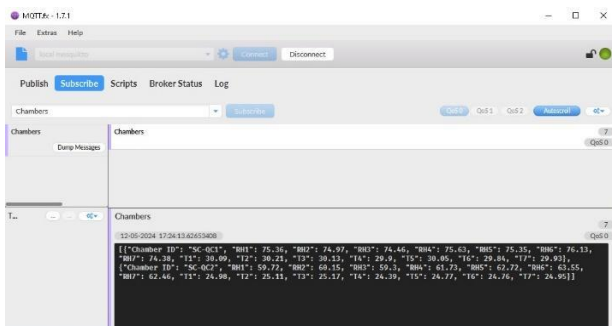 MQTT.fx - 1.7.1
File Extras Help
local mosquitto Connect Disconnect
Publish Subscribe Scripts Broker Status Log
Chambers Subscribe QoS 0 QoS 1 QoS 2 Autoscroll
Chambers
Dump Messages
Chambers
7
QoS 0
T...
Chambers
7
12-05-2024 17:24:13.62653408
QoS 0
[{"Chamber ID": "SC-QC1", "RH1": 75.36, "RH2": 74.97, "RH3": 74.46, "RH4": 75.63, "RH5": 75.35, "RH6": 76.13,
"RH7": 74.38, "T1": 30.09, "T2": 30.21, "T3": 30.13, "T4": 29.9, "T5": 30.05, "T6": 29.84, "T7": 29.93},
{"Chamber ID": "SC-QC2", "RH1": 59.72, "RH2": 60.15, "RH3": 59.3, "RH4": 61.73, "RH5": 62.72, "RH6": 63.55,
"RH7": 62.46, "T1": 24.98, "T2": 25.11, "T3": 25.17, "T4": 24.39, "T5": 24.77, "T6": 24.76, "T7": 24.95}]